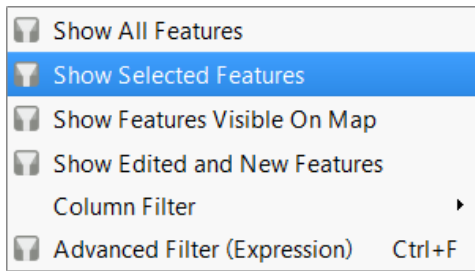 Show All Features
Show Selected Features
Show Features Visible On Map
Show Edited and New Features
Column Filter
Advanced Filter (Expression) Ctrl+F